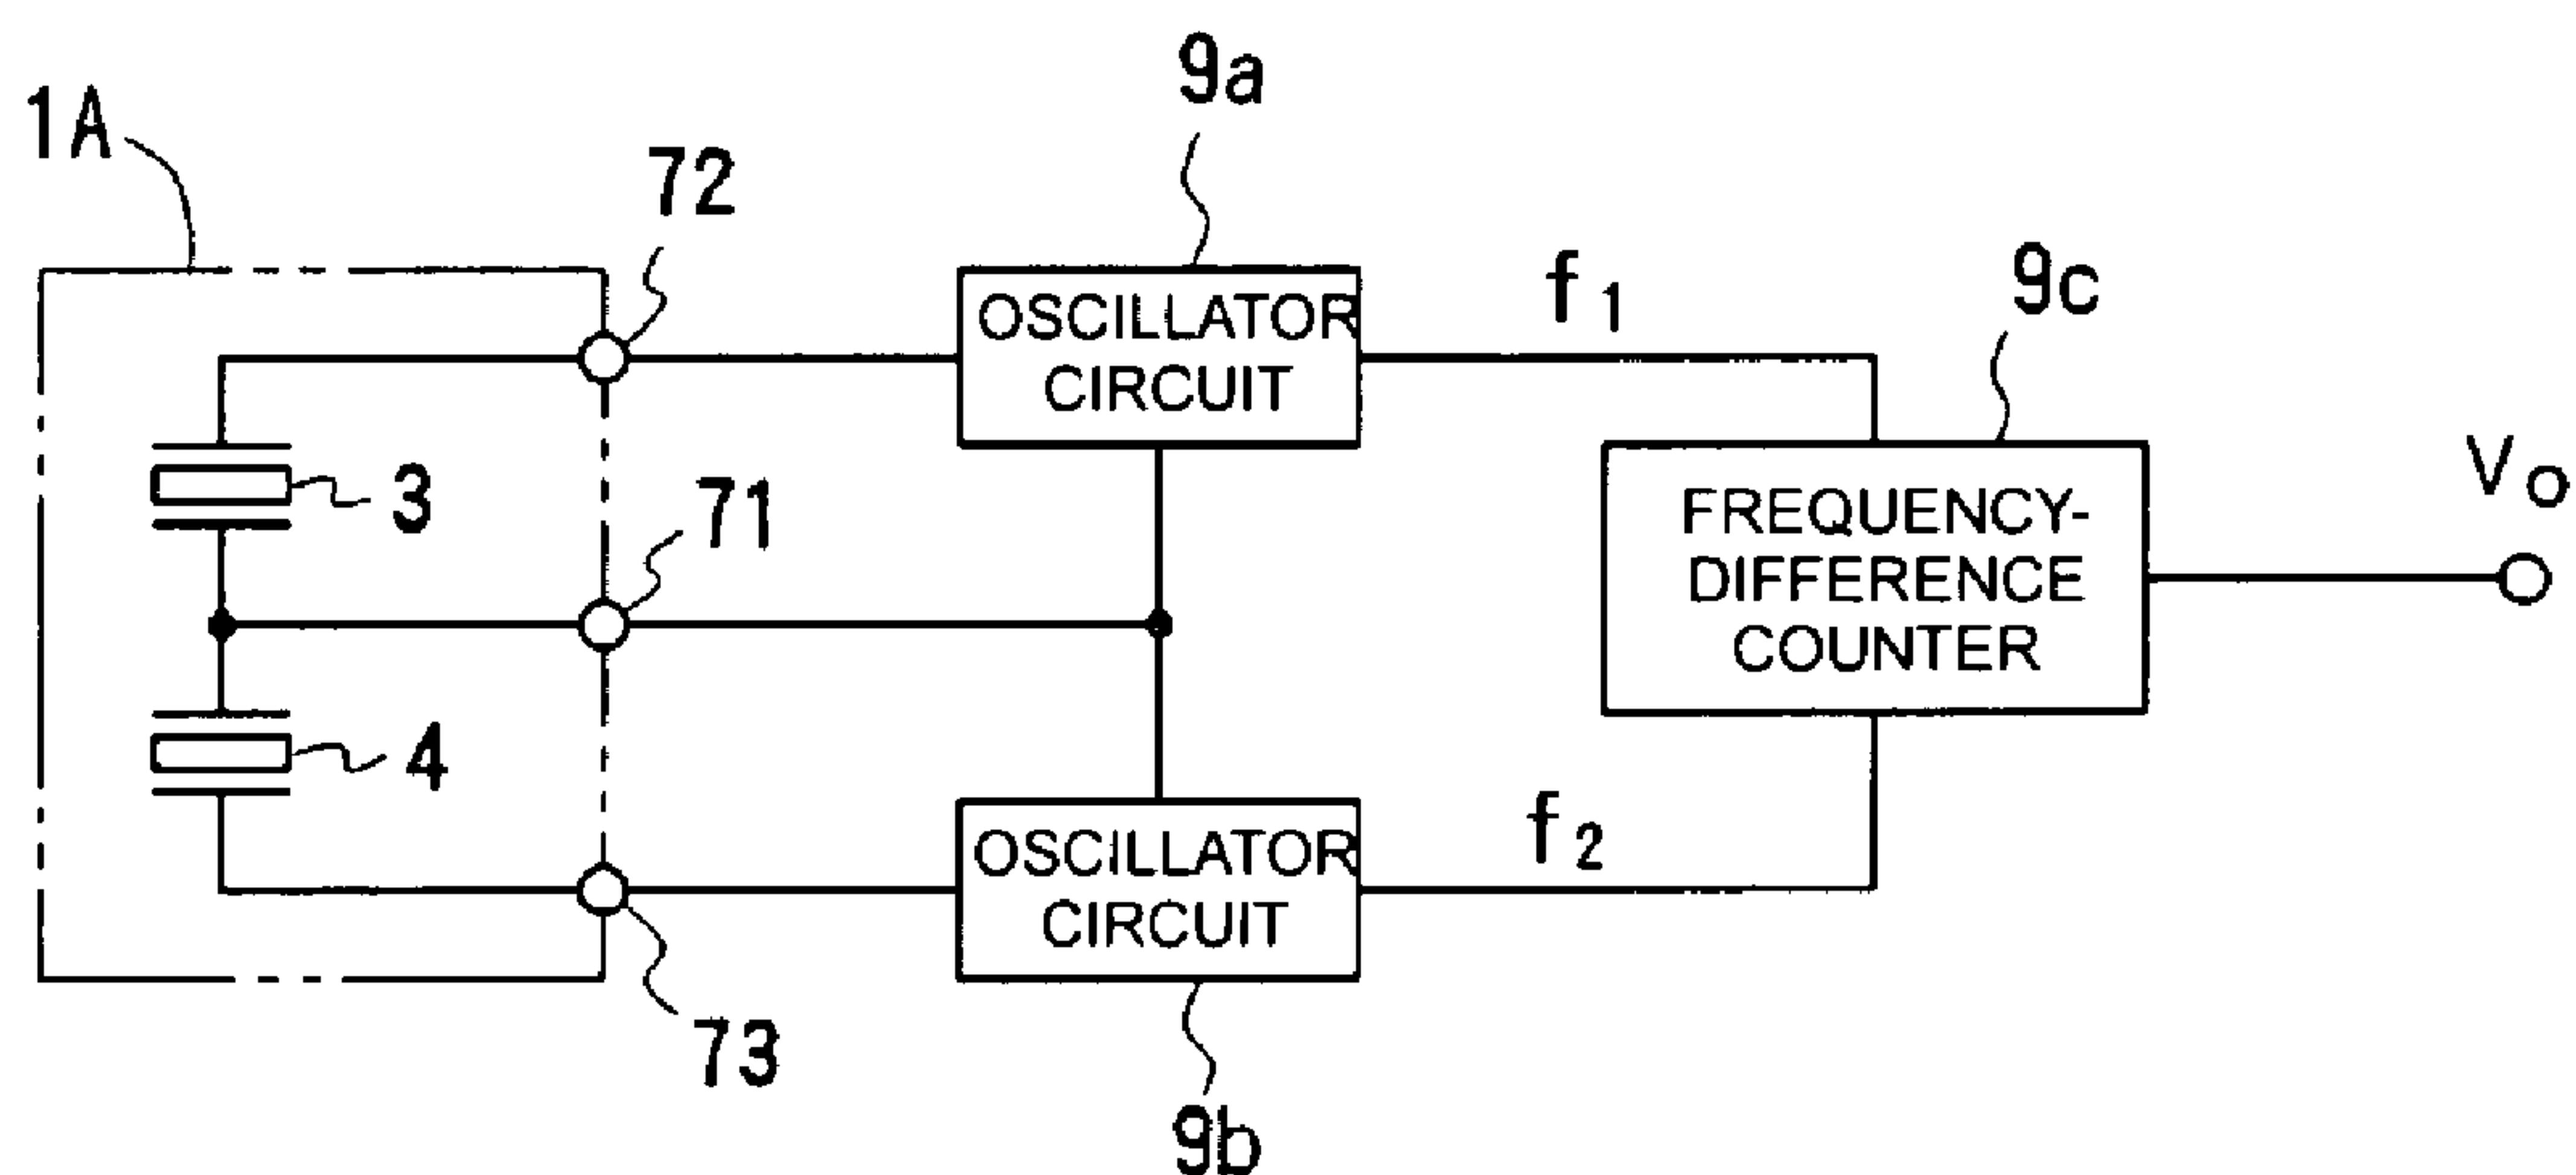 9a
1A
72
OSCILLATOR
CIRCUIT
f1
9c
3
71
FREQUENCY-
DIFFERENCE
COUNTER
Vo
4
OSCILLATOR
CIRCUIT
f2
73
9b